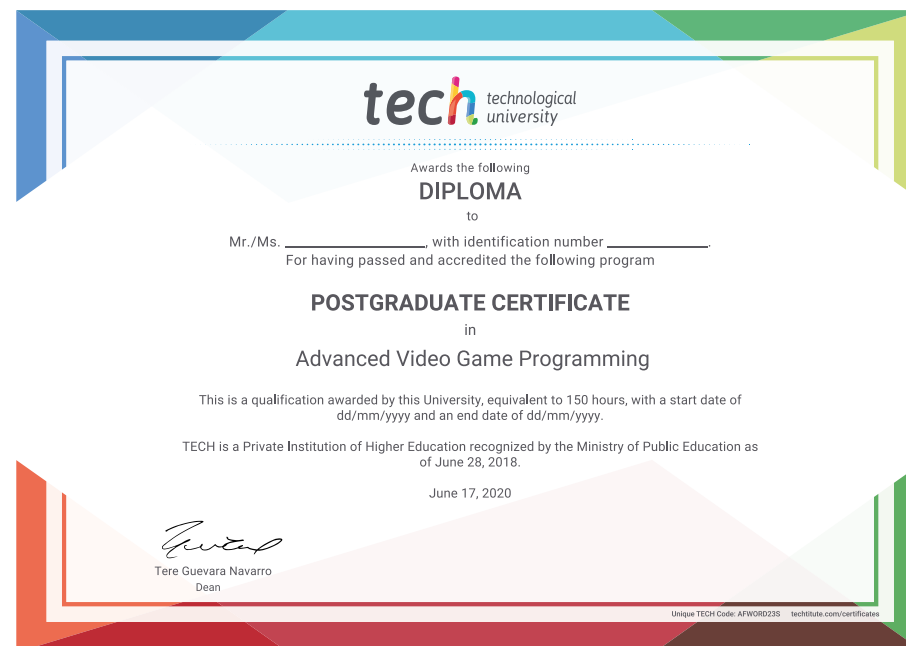 tech technological
university
Awards the following
DIPLOMA
to
Mr./Ms. ____________________, with identification number ______________.
For having passed and accredited the following program
POSTGRADUATE CERTIFICATE
in
Advanced Video Game Programming
This is a qualification awarded by this University, equivalent to 150 hours, with a start date of
dd/mm/yyyy and an end date of dd/mm/yyyy.
TECH is a Private Institution of Higher Education recognized by the Ministry of Public Education as
of June 28, 2018.
June 17, 2020
Tere Guevara Navarro
Dean
Unique TECH Code: AFWORD23S techtitute.com/certificates